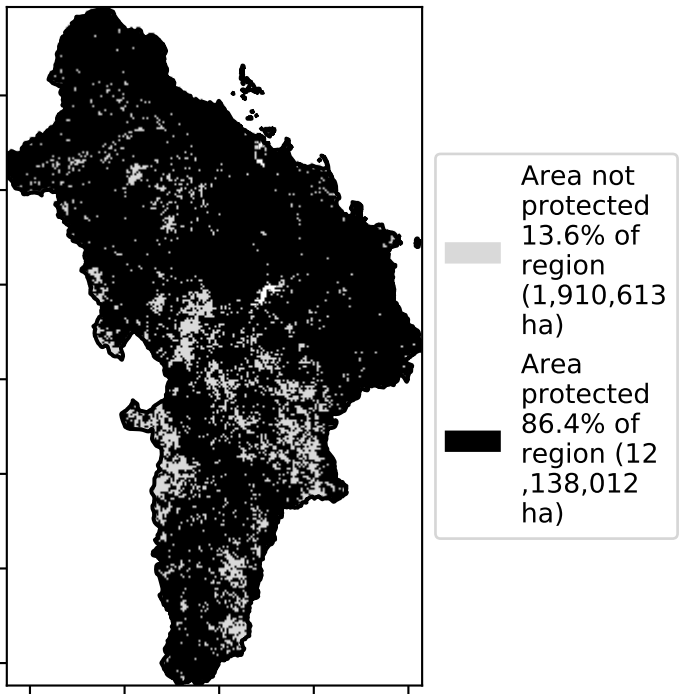 Area not
protected
13.6% of
region
(1,910,613
ha)
Area
protected
86.4% of
region (12
,138,012
ha)